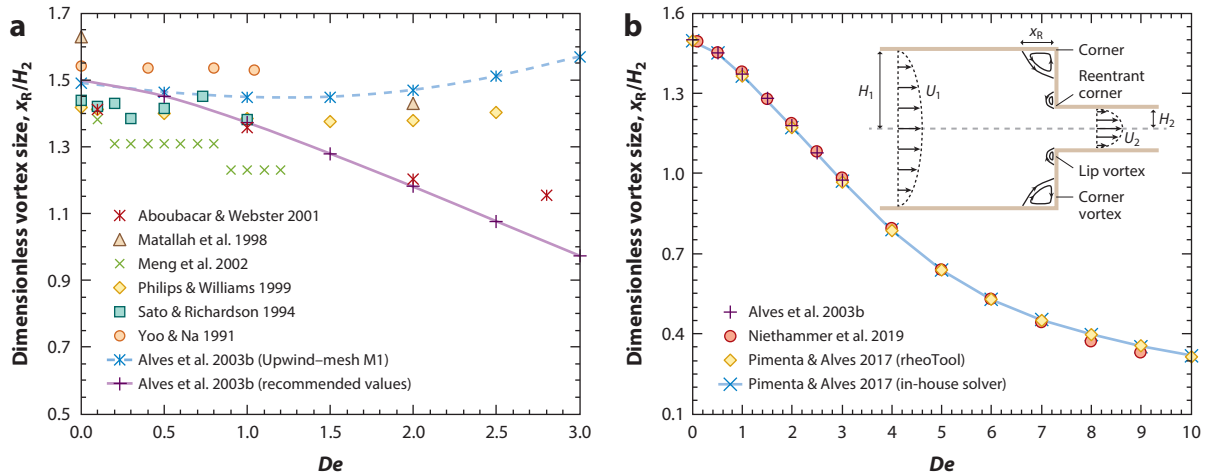 a
Dimensionless vortex size, xR/H2
1.7
1.5
1.3
1.1
0.9
0.7
0.5
0.0
0.5
1.0
1.5
2.0
2.5
3.0
De
Aboubacar & Webster 2001
Matallah et al. 1998
Meng et al. 2002
Philips & Williams 1999
Sato & Richardson 1994
Yoo & Na 1991
Alves et al. 2003b (Upwind–mesh M1)
Alves et al. 2003b (recommended values)
b
Dimensionless vortex size, xR/H2
1.6
1.3
1.0
0.7
0.4
0.1
0
1
2
3
4
5
6
7
8
9
10
De
xR
Corner
Reentrant
corner
H1
U1
H2
U2
Lip vortex
Corner
vortex
Alves et al. 2003b
Niethammer et al. 2019
Pimenta & Alves 2017 (rheoTool)
Pimenta & Alves 2017 (in-house solver)